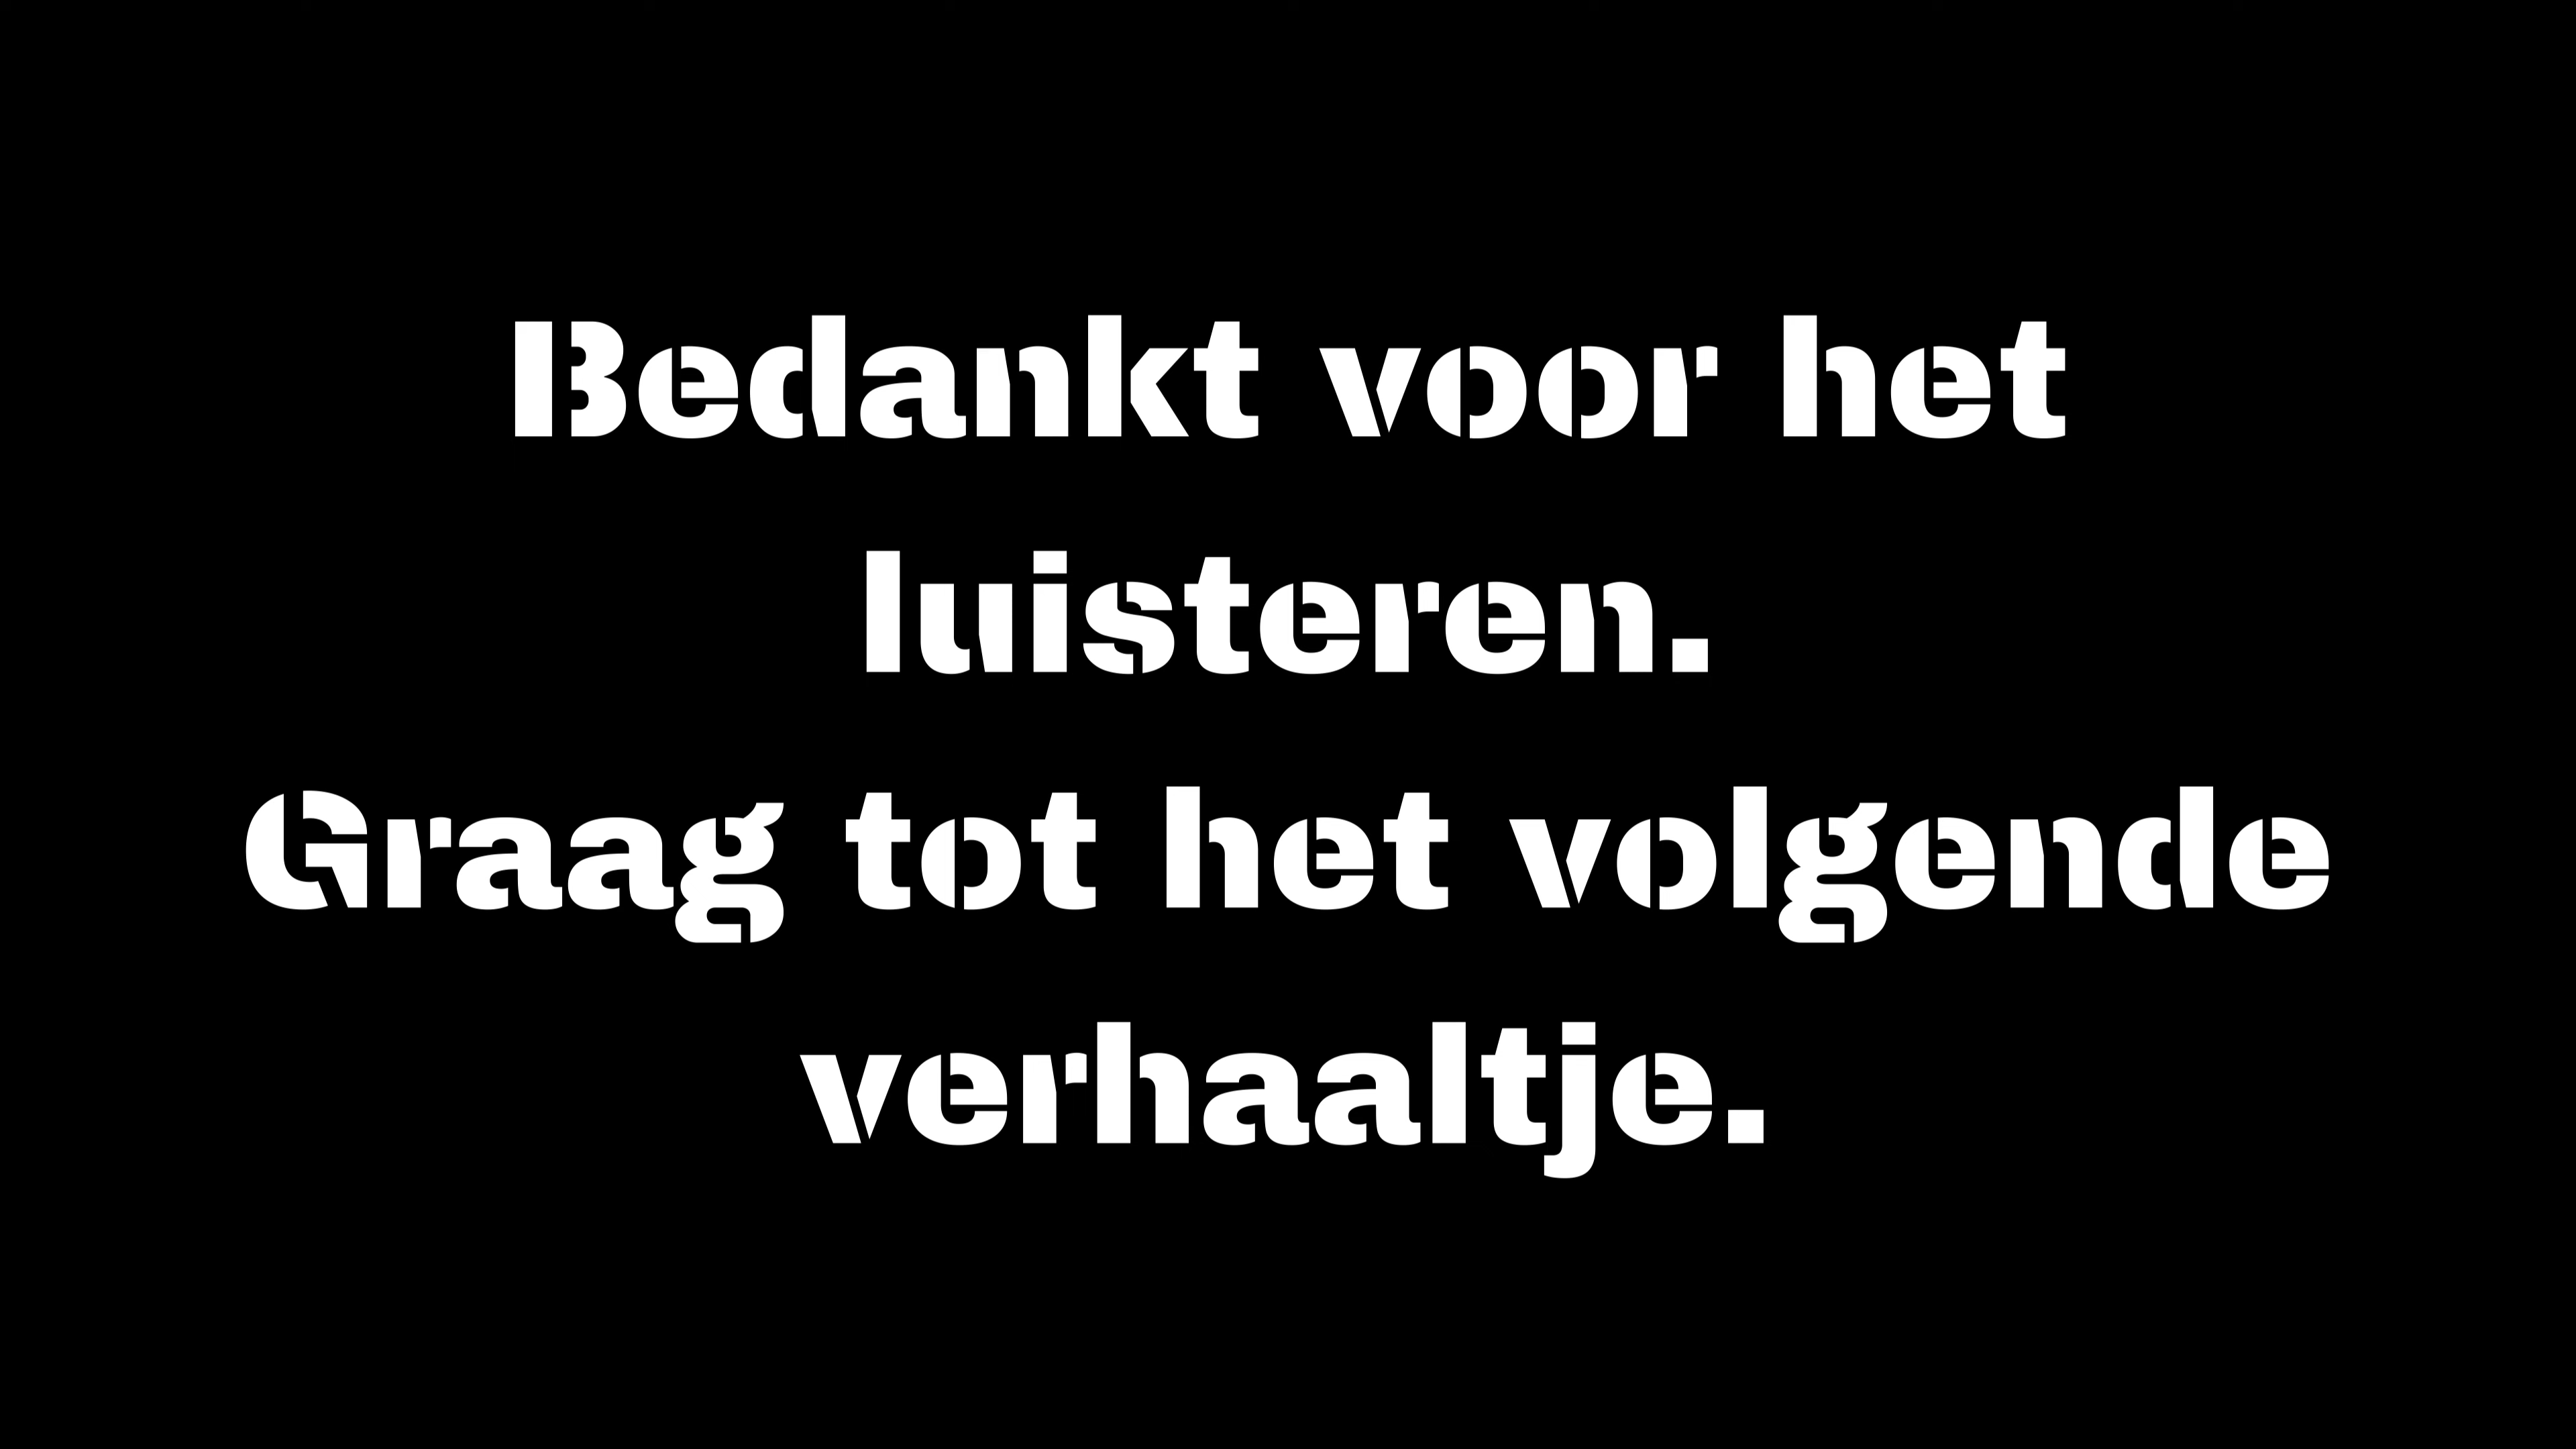 Bedankt voor het
luisteren.
Graag tot het volgende
verhaaltje.